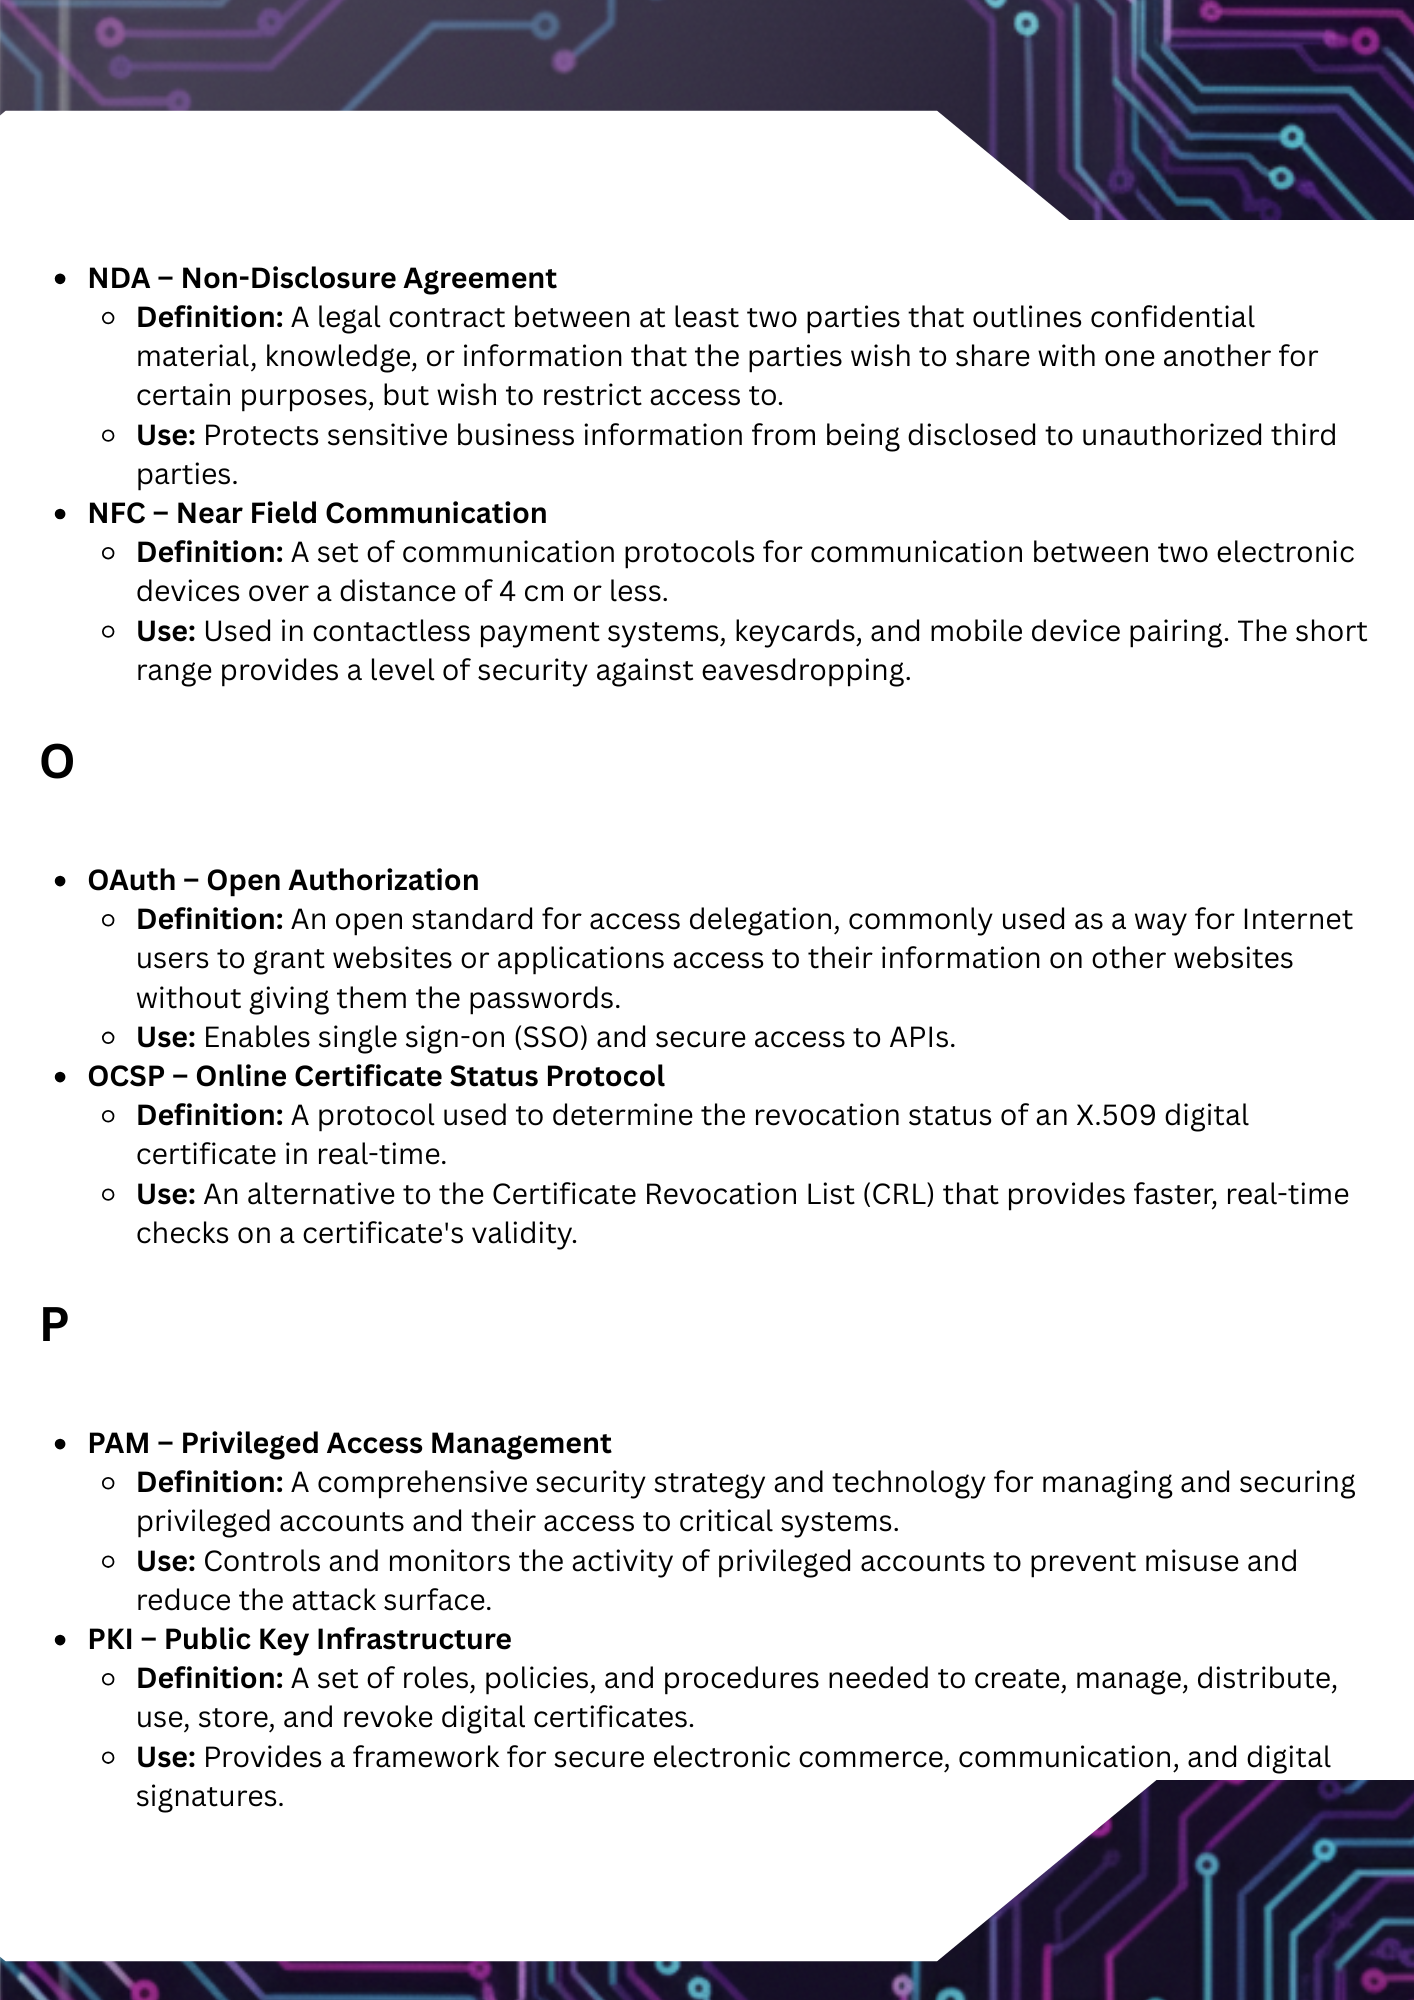 • NDA – Non-Disclosure Agreement
○ Definition: A legal contract between at least two parties that outlines confidential
material, knowledge, or information that the parties wish to share with one another for
certain purposes, but wish to restrict access to.
○ Use: Protects sensitive business information from being disclosed to unauthorized third
parties.
• NFC – Near Field Communication
○ Definition: A set of communication protocols for communication between two electronic
devices over a distance of 4 cm or less.
○ Use: Used in contactless payment systems, keycards, and mobile device pairing. The short
range provides a level of security against eavesdropping.
O
• OAuth – Open Authorization
○ Definition: An open standard for access delegation, commonly used as a way for Internet
users to grant websites or applications access to their information on other websites
without giving them the passwords.
○ Use: Enables single sign-on (SSO) and secure access to APIs.
• OCSP – Online Certificate Status Protocol
○ Definition: A protocol used to determine the revocation status of an X.509 digital
certificate in real-time.
○ Use: An alternative to the Certificate Revocation List (CRL) that provides faster, real-time
checks on a certificate's validity.
P
• PAM – Privileged Access Management
○ Definition: A comprehensive security strategy and technology for managing and securing
privileged accounts and their access to critical systems.
○ Use: Controls and monitors the activity of privileged accounts to prevent misuse and
reduce the attack surface.
• PKI – Public Key Infrastructure
○ Definition: A set of roles, policies, and procedures needed to create, manage, distribute,
use, store, and revoke digital certificates.
○ Use: Provides a framework for secure electronic commerce, communication, and digital
signatures.